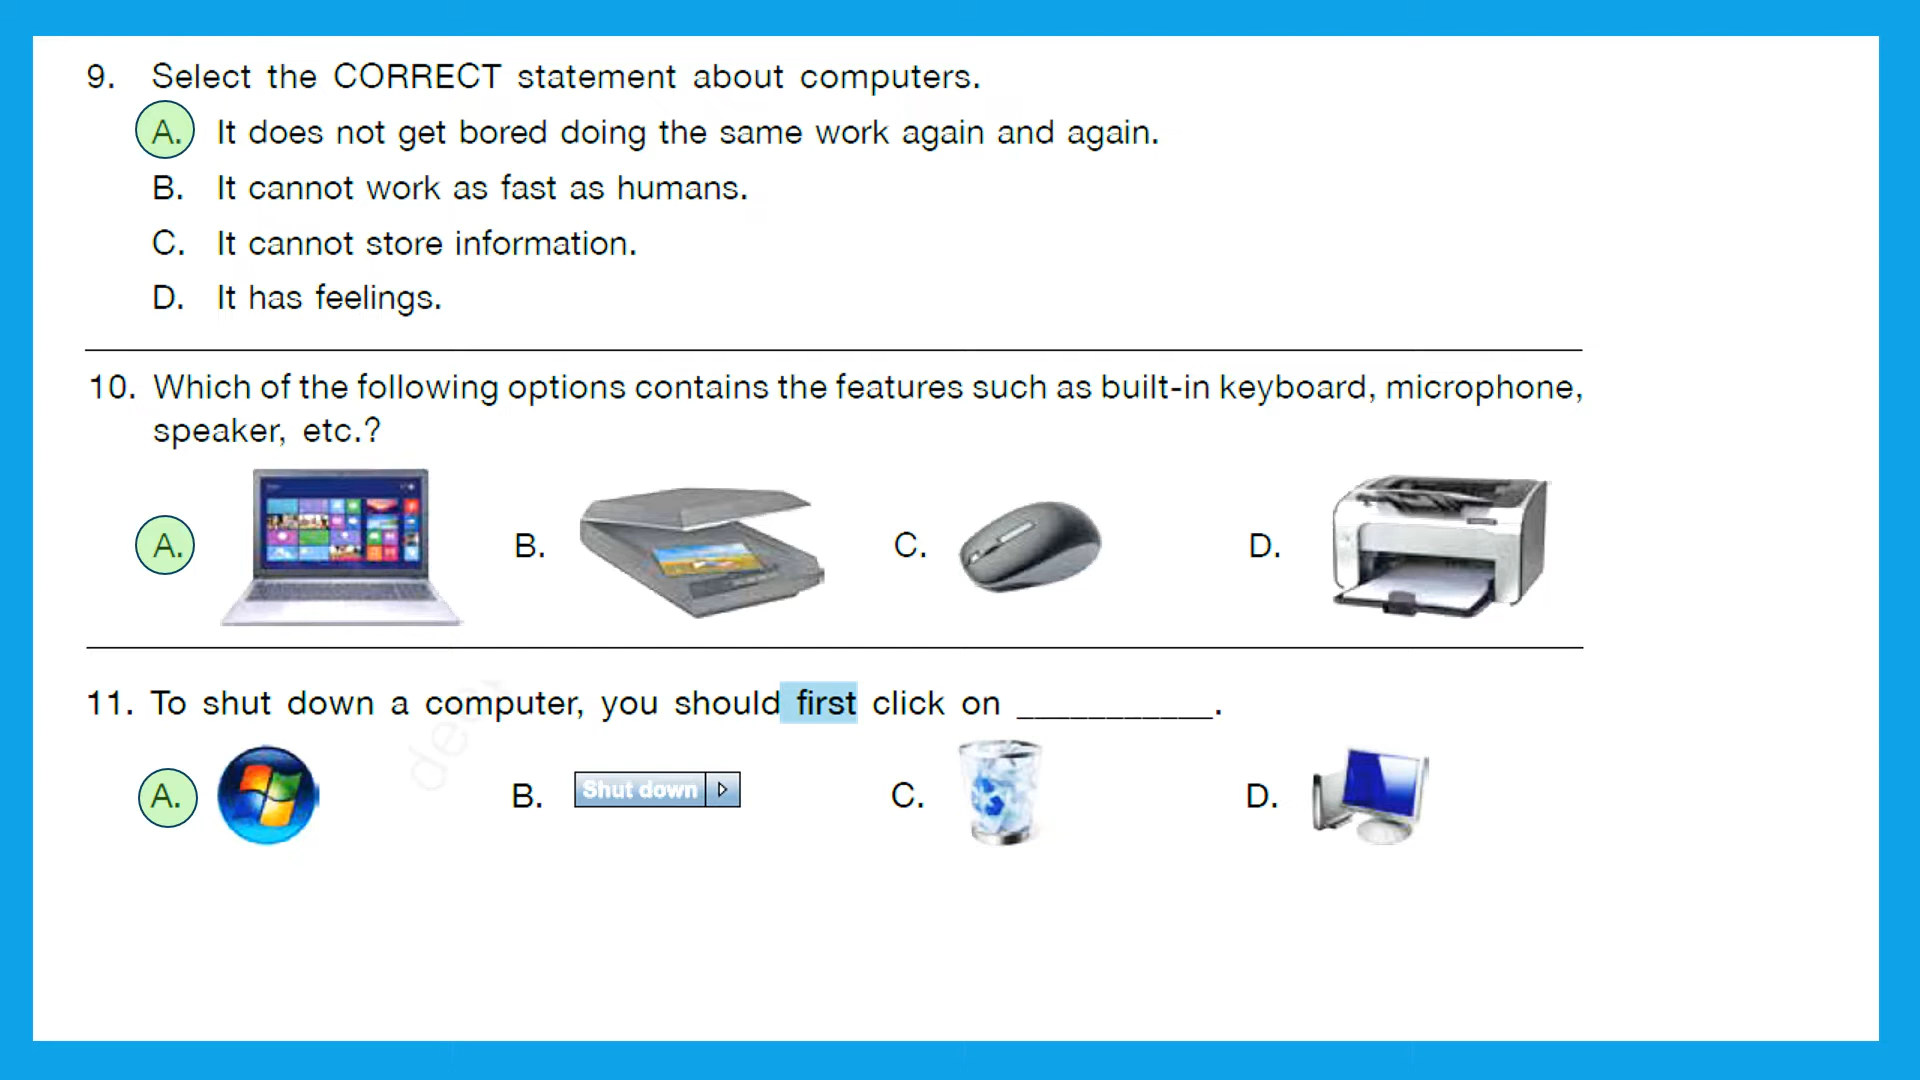 9. Select the CORRECT statement about computers.
A. It does not get bored doing the same work again and again.
B. It cannot work as fast as humans.
C. It cannot store information.
D. It has feelings.
10. Which of the following options contains the features such as built-in keyboard, microphone,
speaker, etc.?
A. B. C. D.
11. To shut down a computer, you should first click on ___________.
A. B. Shut down C. D.